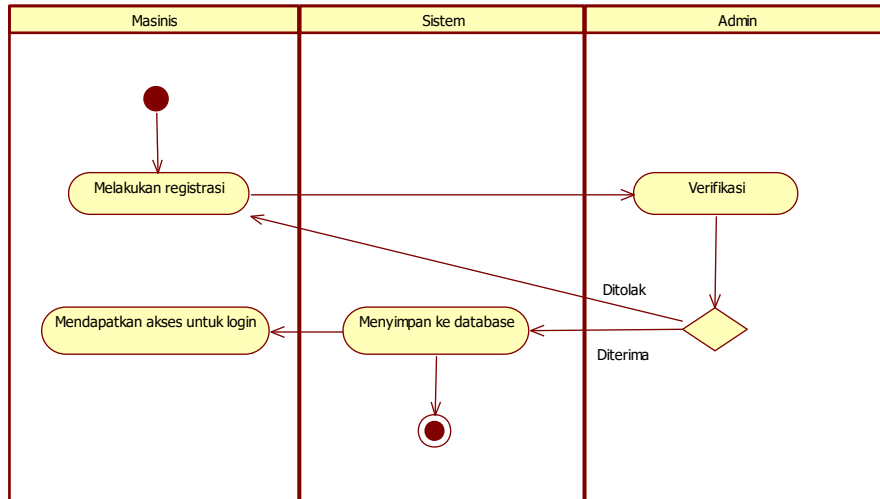 Masinis
Sistem
Admin
Melakukan registrasi
Verifikasi
Ditolak
Mendapatkan akses untuk login
Menyimpan ke database
Diterima